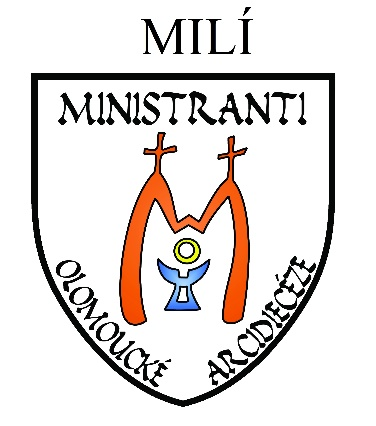 MILÍ
MINISTRANTI
OLOMOUCKÉ
ARCIDIECÉZE